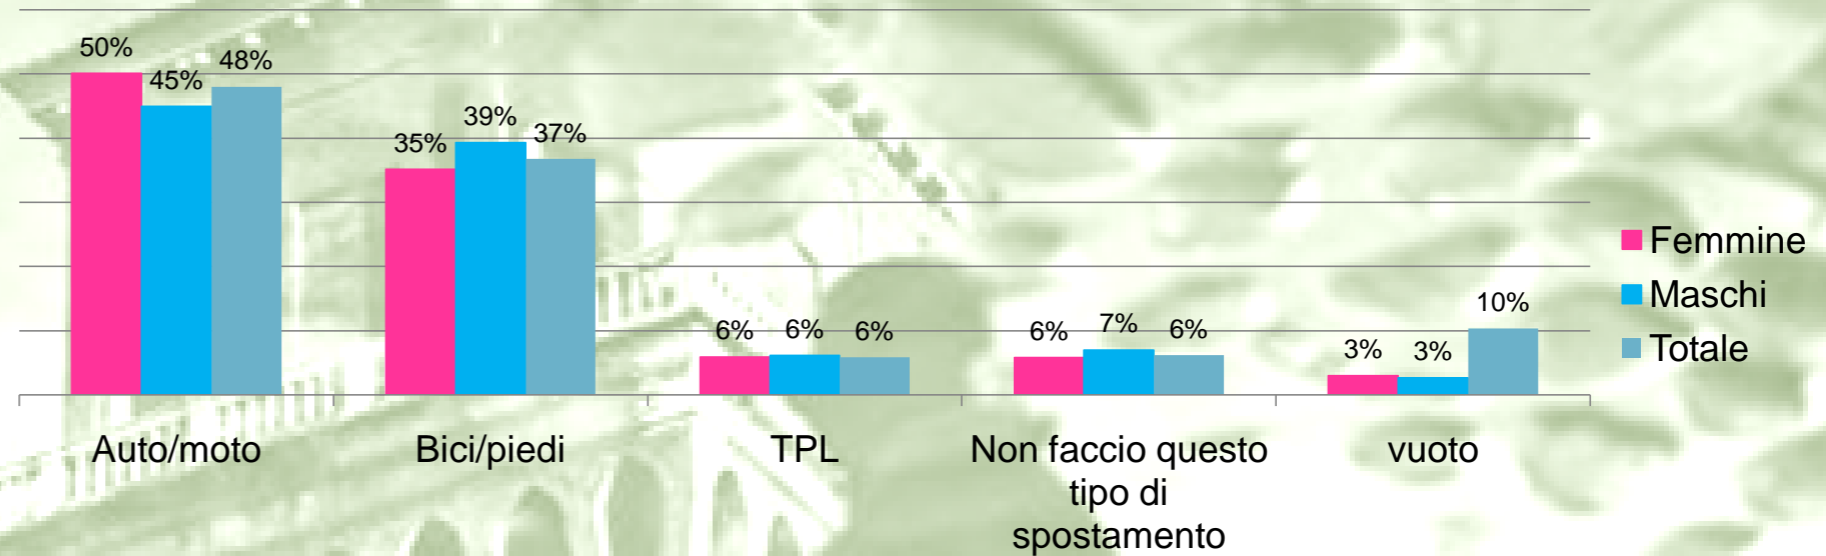 50%
45%
48%
35%
39%
37%
6%
6%
6%
6%
7%
6%
3%
3%
10%
Femmine
Maschi
Totale
Auto/moto
Bici/piedi
TPL
Non faccio questo
tipo di
spostamento
vuoto